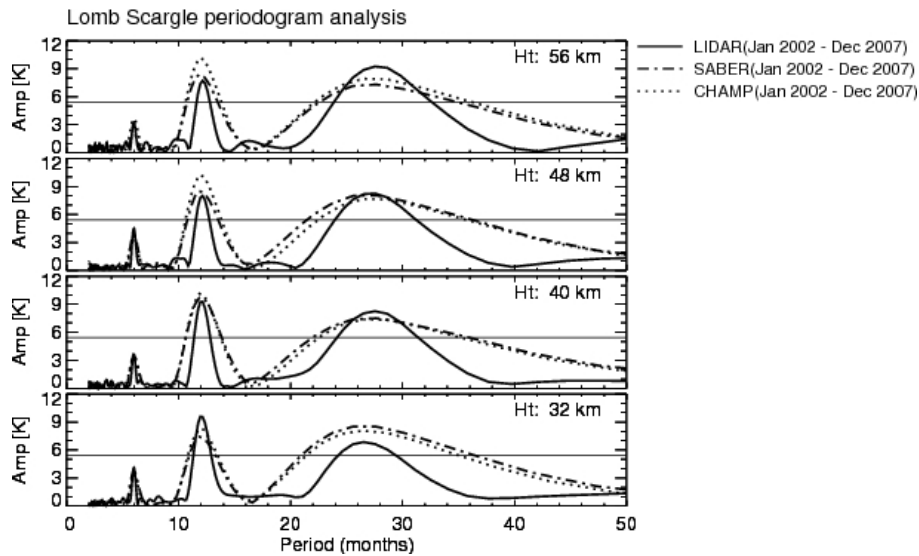 Lomb Scargle periodogram analysis
Amp [K]
12
9
6
3
0
Ht: 56 km
LIDAR(Jan 2002 - Dec 2007)
SABER(Jan 2002 - Dec 2007)
CHAMP(Jan 2002 - Dec 2007)
Amp [K]
12
9
6
3
0
Ht: 48 km
Amp [K]
12
9
6
3
0
Ht: 40 km
Amp [K]
12
9
6
3
0
Ht: 32 km
0 10 20 30 40 50
Period (months)